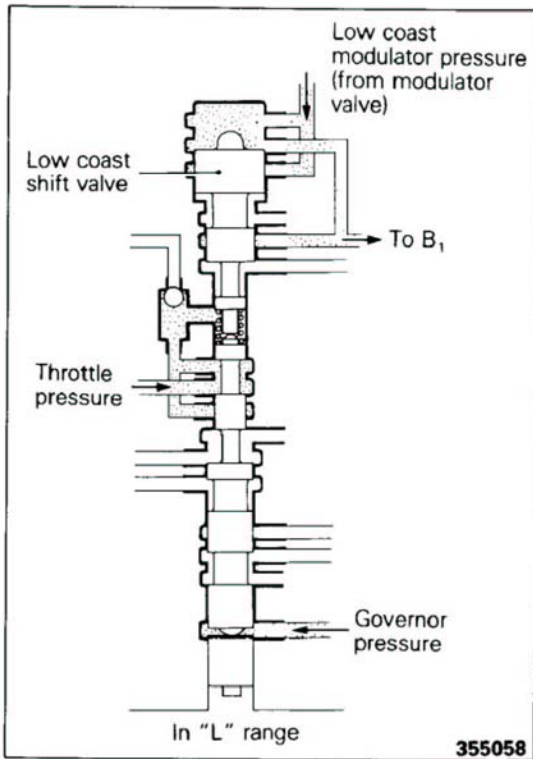 Low coast
modulator pressure
(from modulator
valve)
Low coast
shift valve
To B₁
Throttle
pressure
Governor
pressure
In "L" range
355058